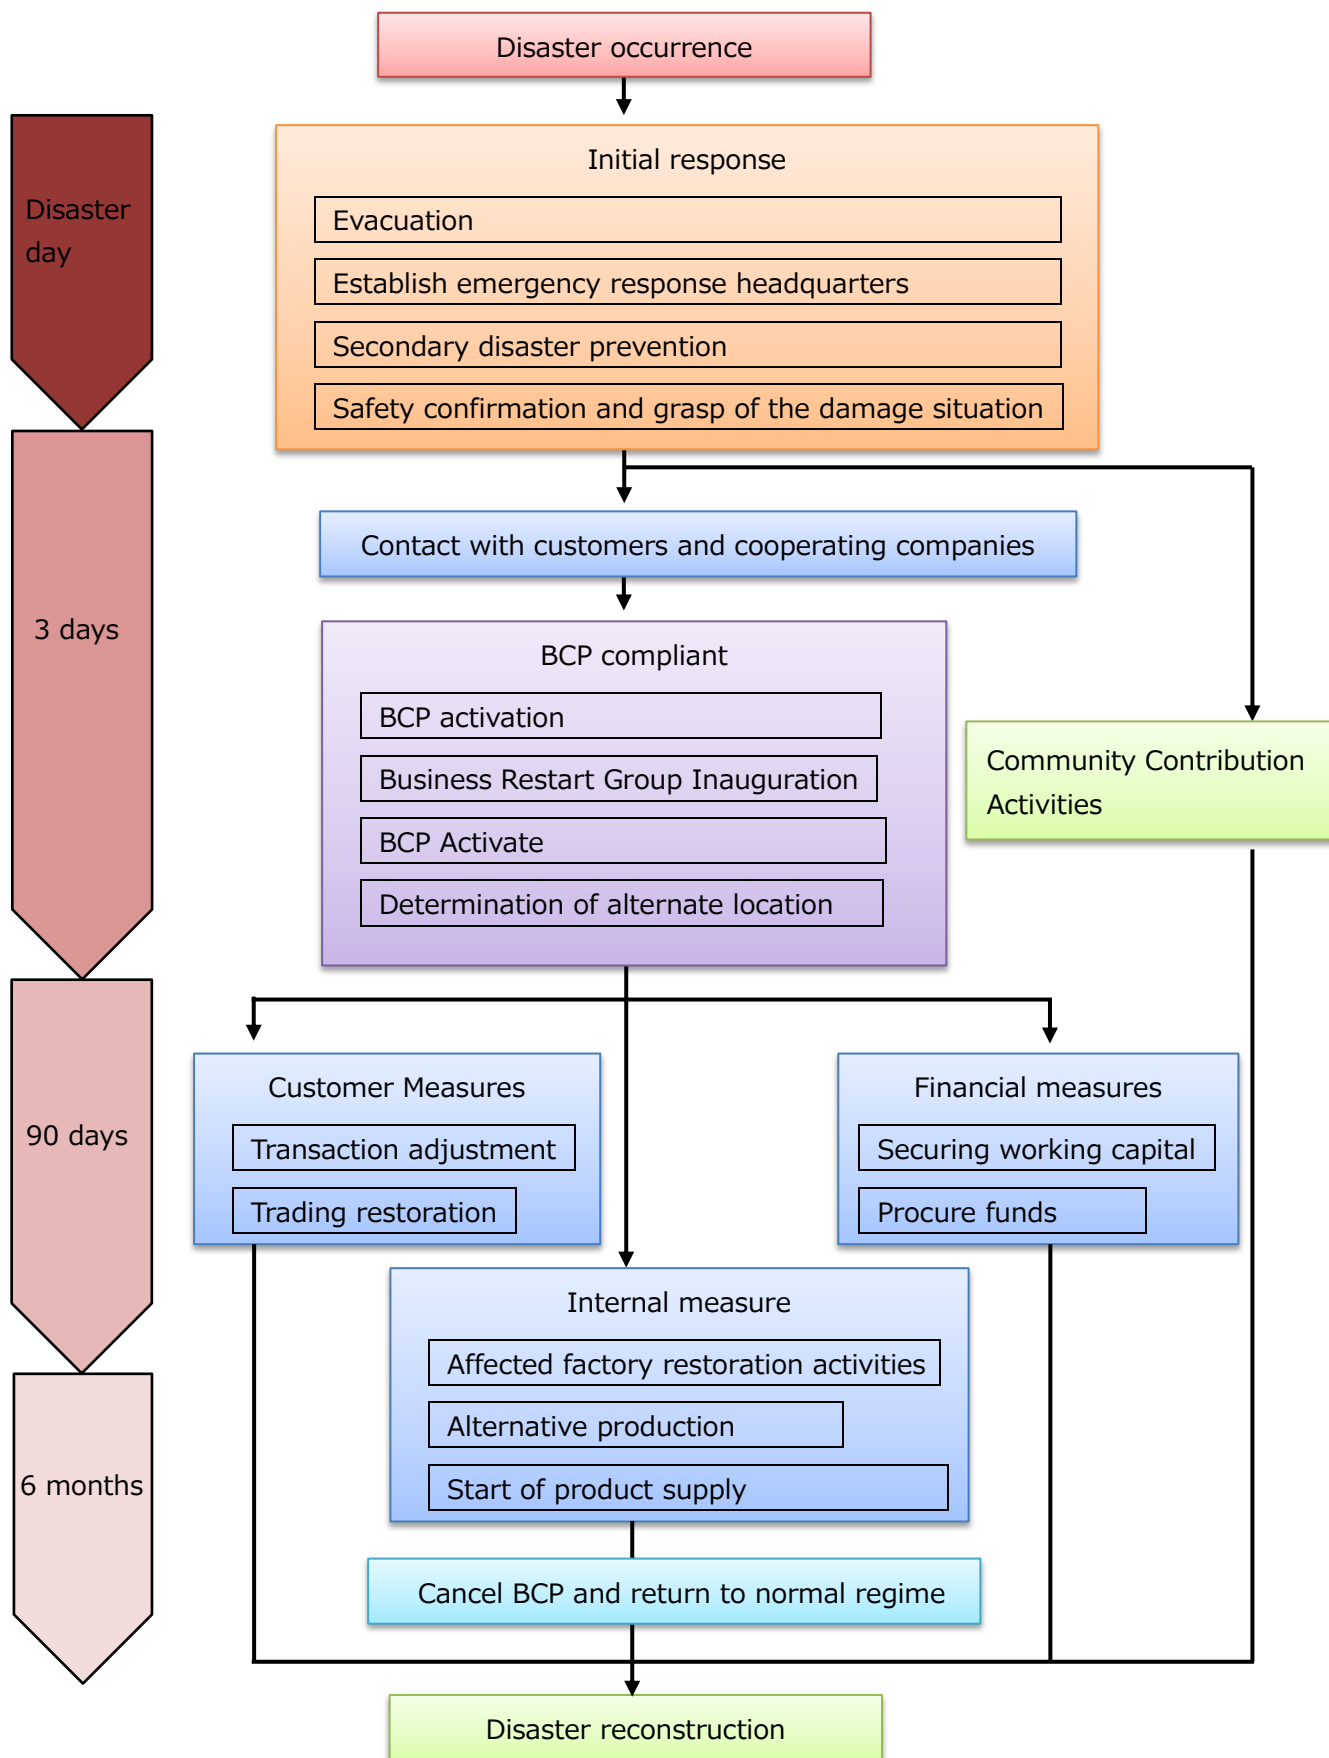 Disaster occurrence
Disaster
day
Initial response
Evacuation
Establish emergency response headquarters
Secondary disaster prevention
Safety confirmation and grasp of the damage situation
3 days
Contact with customers and cooperating companies
BCP compliant
BCP activation
Business Restart Group Inauguration
BCP Activate
Determination of alternate location
Community Contribution
Activities
90 days
Customer Measures
Transaction adjustment
Trading restoration
Financial measures
Securing working capital
Procure funds
Internal measure
Affected factory restoration activities
Alternative production
Start of product supply
6 months
Cancel BCP and return to normal regime
Disaster reconstruction